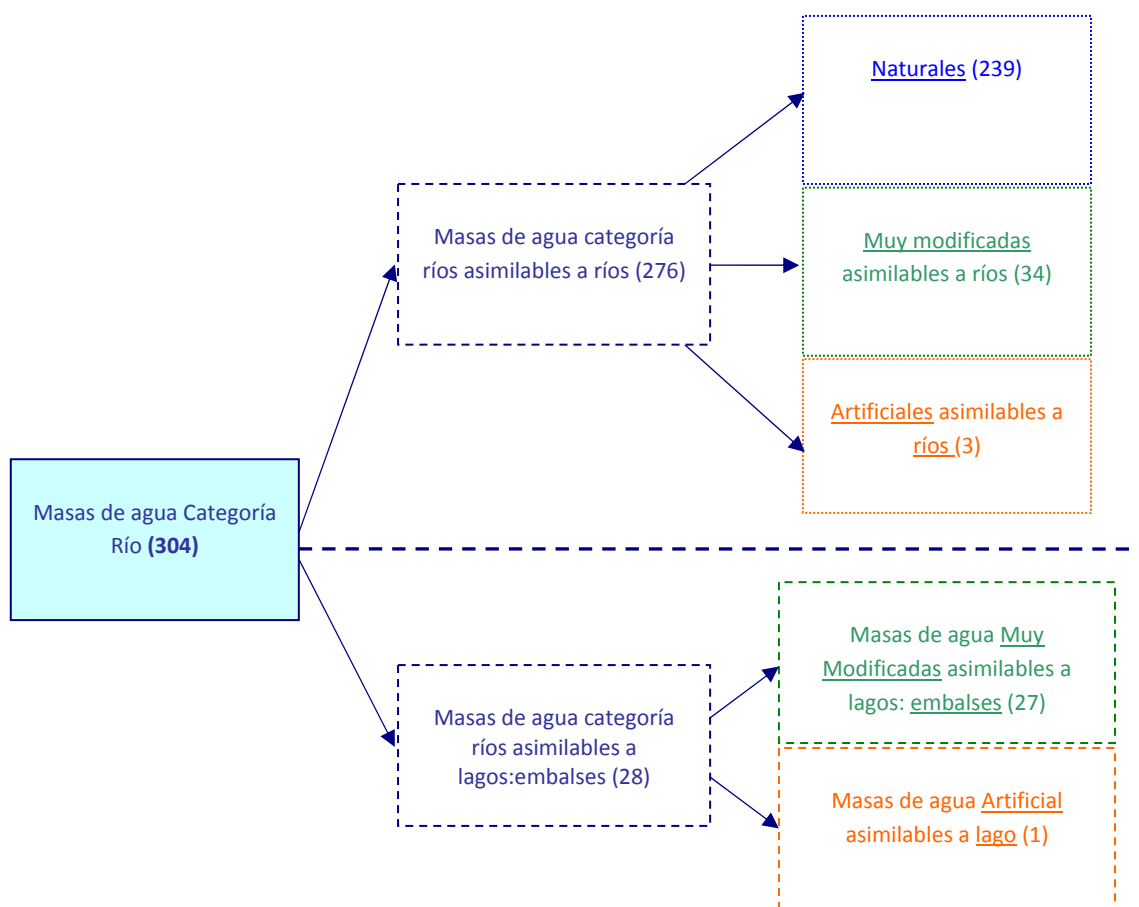 Naturales (239)
Masas de agua categoría
ríos asimilables a ríos (276)
Muy modificadas
asimilables a ríos (34)
Artificiales asimilables a
ríos (3)
Masas de agua Categoría
Río (304)
Masas de agua categoría
ríos asimilables a
lagos:embalses (28)
Masas de agua Muy
Modificadas asimilables a
lagos: embalses (27)
Masas de agua Artificial
asimilables a lago (1)